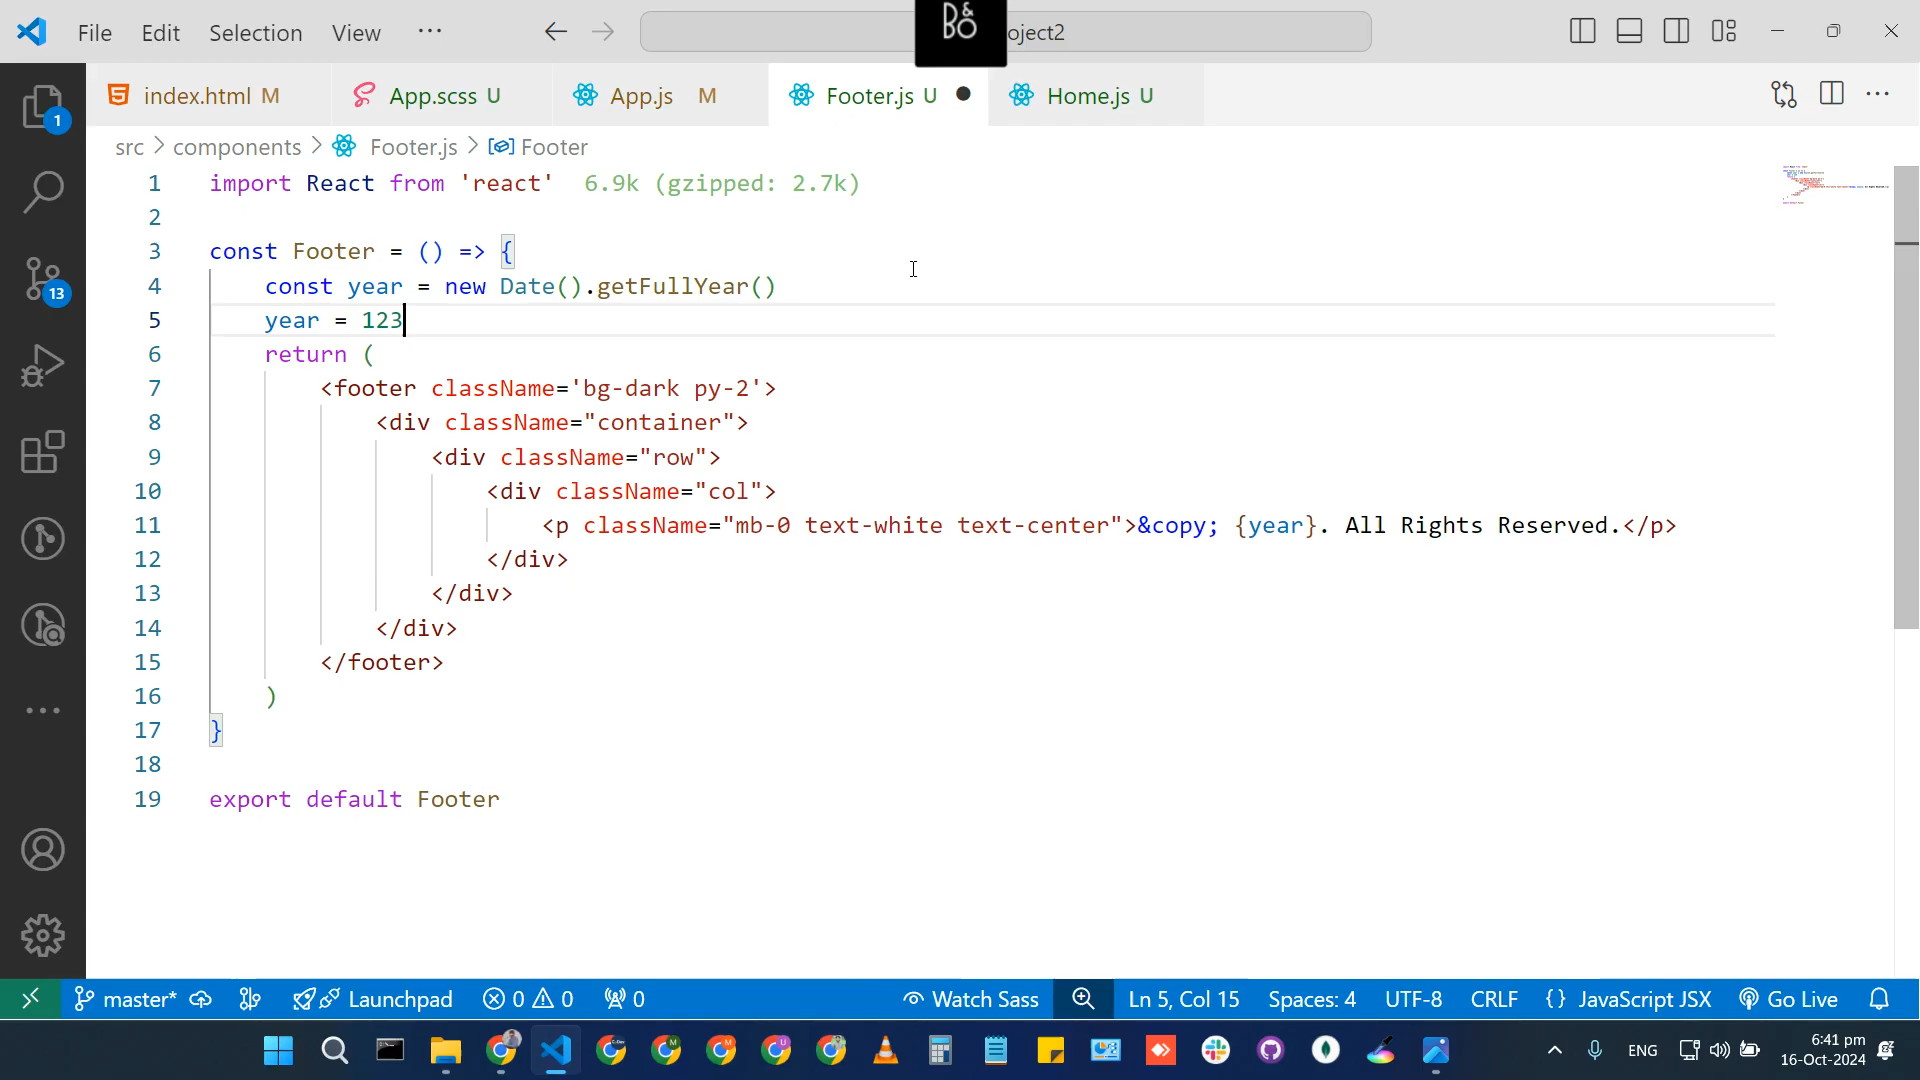 File Edit Selection View ··· B&O oject2
index.html M App.scss U App.js M Footer.js U Home.js U
src > components > Footer.js > Footer
1 import React from 'react' 6.9k (gzipped: 2.7k)
2
3 const Footer = () => {
4 const year = new Date().getFullYear()
5 year = 123
6 return (
7 <footer className='bg-dark py-2'>
8 <div className="container">
9 <div className="row">
10 <div className="col">
11 <p className="mb-0 text-white text-center">&copy; {year}. All Rights Reserved.</p>
12 </div>
13 </div>
14 </div>
15 </footer>
16 )
17 }
18
19 export default Footer
1
13
master* Launchpad 0 0 0 Watch Sass Ln 5, Col 15 Spaces: 4 UTF-8 CRLF {} JavaScript JSX Go Live
ENG 6:41 pm
16-Oct-2024